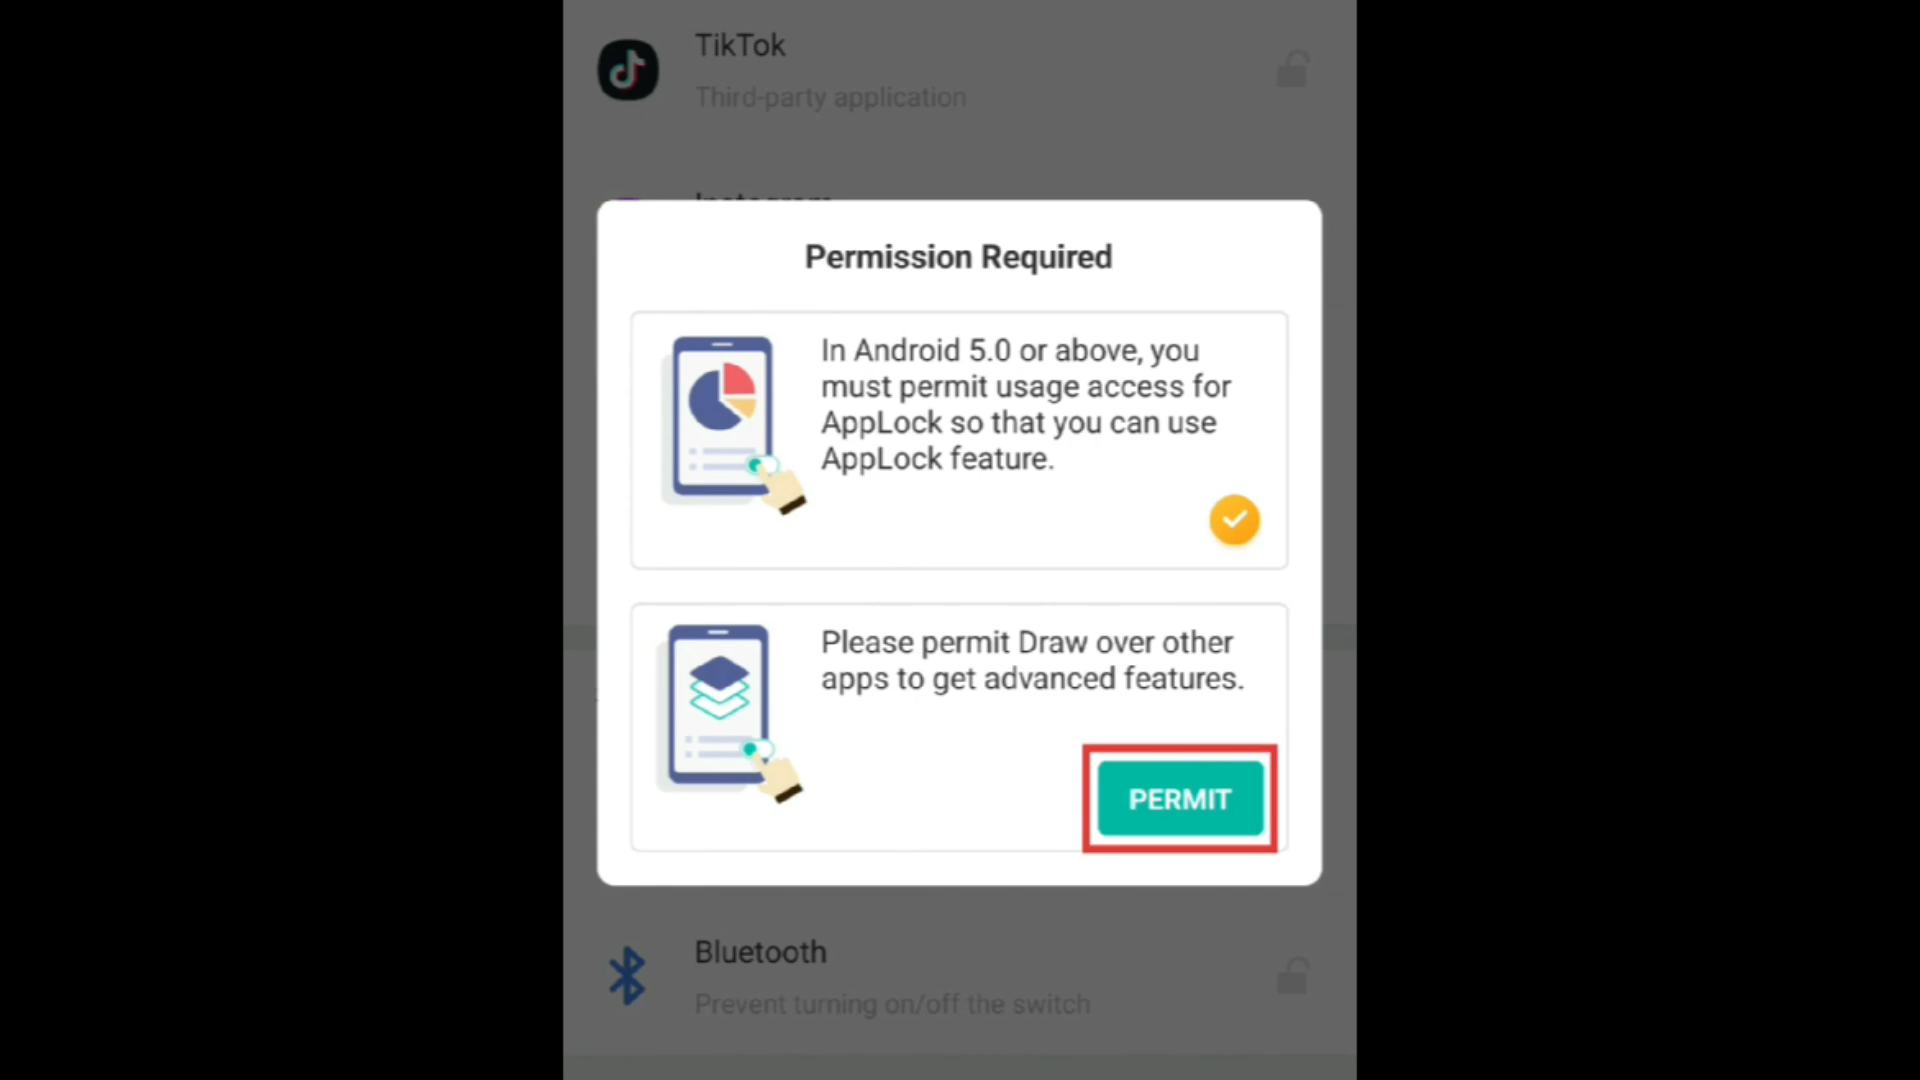 TikTok
Third-party application
Instagram
Permission Required
In Android 5.0 or above, you
must permit usage access for
AppLock so that you can use
AppLock feature.
Please permit Draw over other
apps to get advanced features.
PERMIT
Bluetooth
Prevent turning on/off the switch